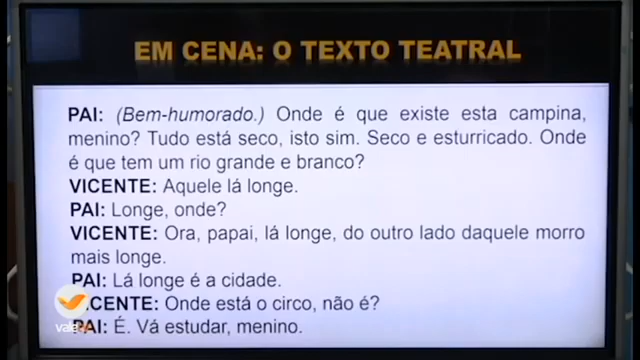 EM CENA: O TEXTO TEATRAL
PAI: (Bem-humorado.) Onde é que existe esta campina,
menino? Tudo está seco, isto sim. Seco e esturricado. Onde
é que tem um rio grande e branco?
VICENTE: Aquele lá longe.
PAI: Longe, onde?
VICENTE: Ora, papai, lá longe, do outro lado daquele morro
mais longe.
PAI: Lá longe é a cidade.
VICENTE: Onde está o circo, não é?
PAI: É. Vá estudar, menino.